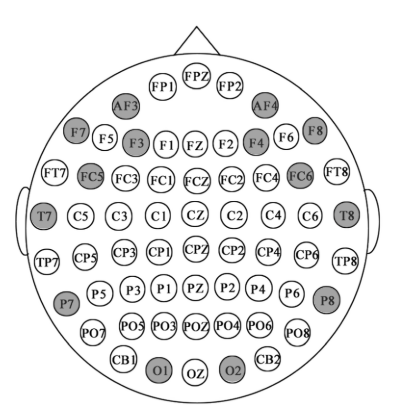 FP1 FPZ FP2
AF3 AF4
F7 F5 F3 F1 FZ F2 F4 F6 F8
FT7 FC5 FC3 FC1 FCZ FC2 FC4 FC6 FT8
T7 C5 C3 C1 CZ C2 C4 C6 T8
TP7 CP5 CP3 CP1 CPZ CP2 CP4 CP6 TP8
P7 P5 P3 P1 PZ P2 P4 P6 P8
PO7 PO5 PO3 POZ PO4 PO6 PO8
CB1 O1 OZ O2 CB2